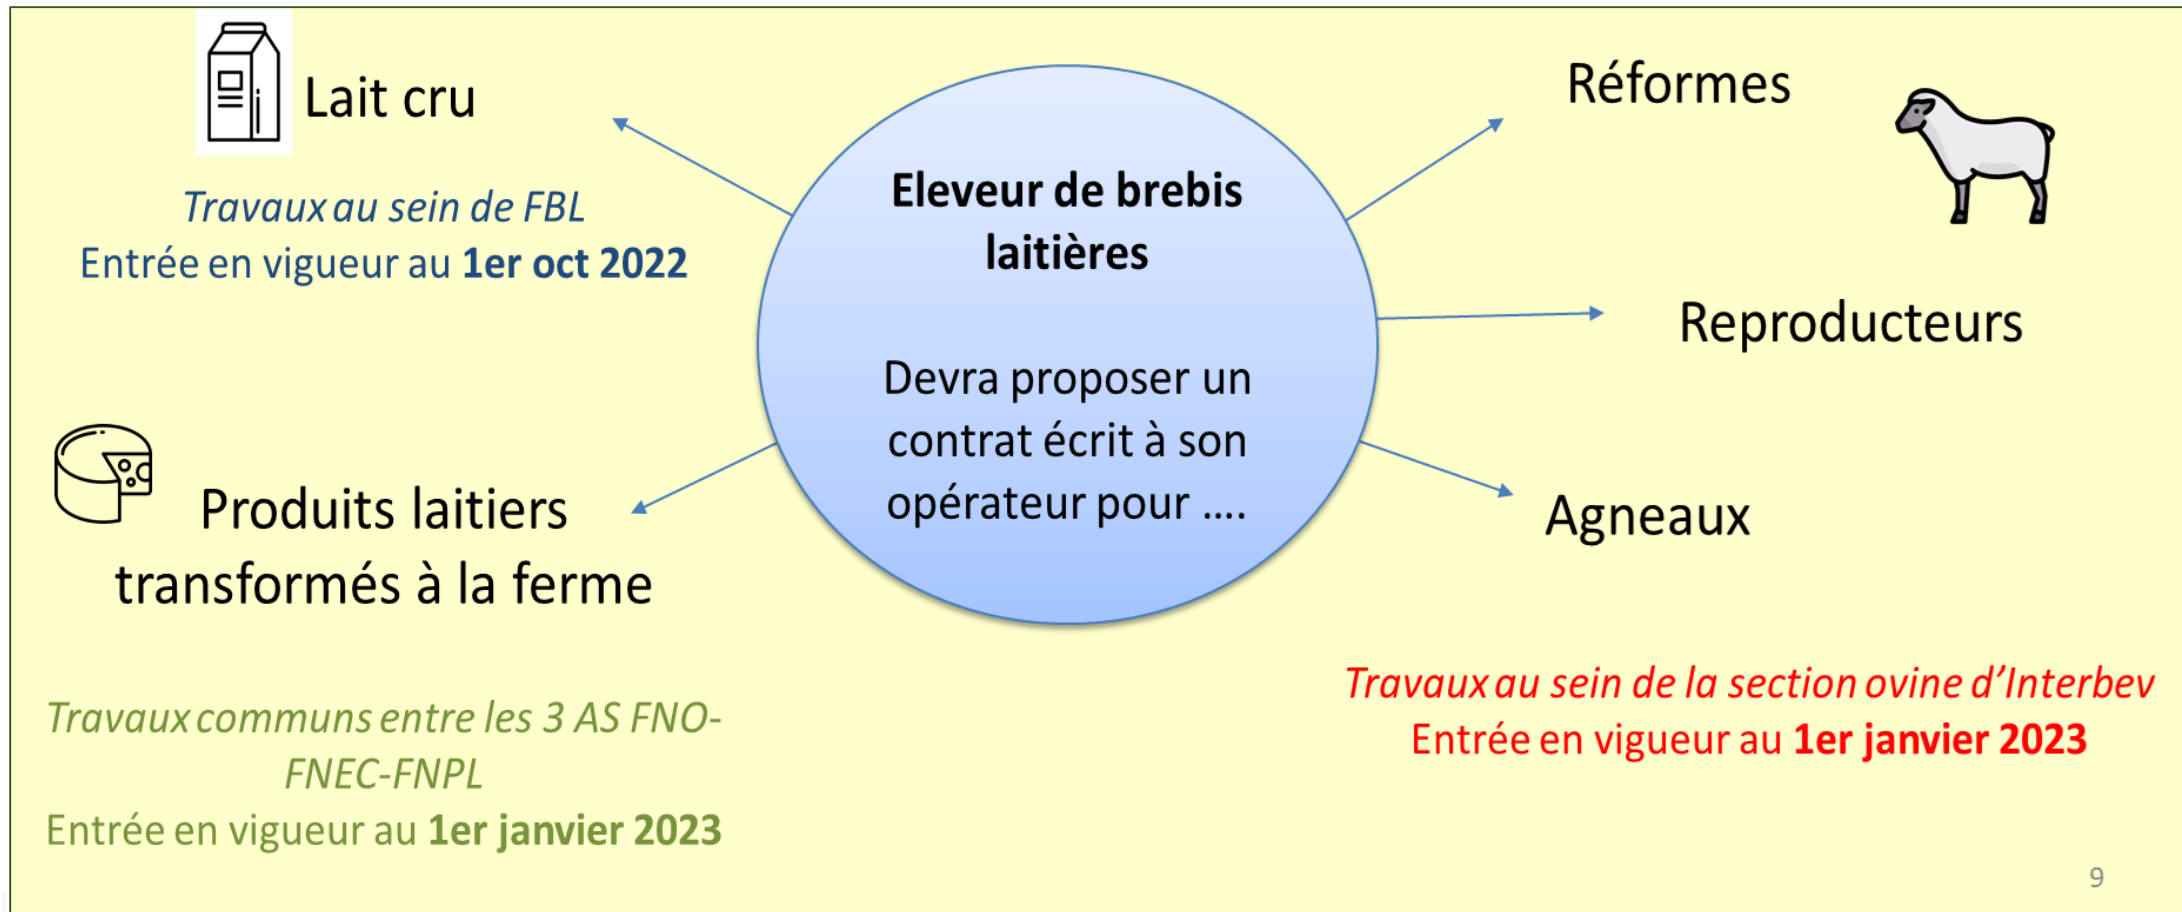 Lait cru
Travaux au sein de FBL
Entrée en vigueur au 1er oct 2022
Produits laitiers
transformés à la ferme
Travaux communs entre les 3 AS FNO-
FNEC-FNPL
Entrée en vigueur au 1er janvier 2023
Eleveur de brebis
laitières
Devra proposer un
contrat écrit à son
opérateur pour ....
Réformes
Reproducteurs
Agneaux
Travaux au sein de la section ovine d’Interbev
Entrée en vigueur au 1er janvier 2023
9